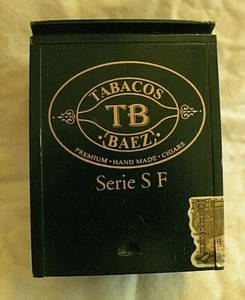 TABACOS
TB
BAEZ
PREMIUM • HAND MADE • CIGARS
Serie S F